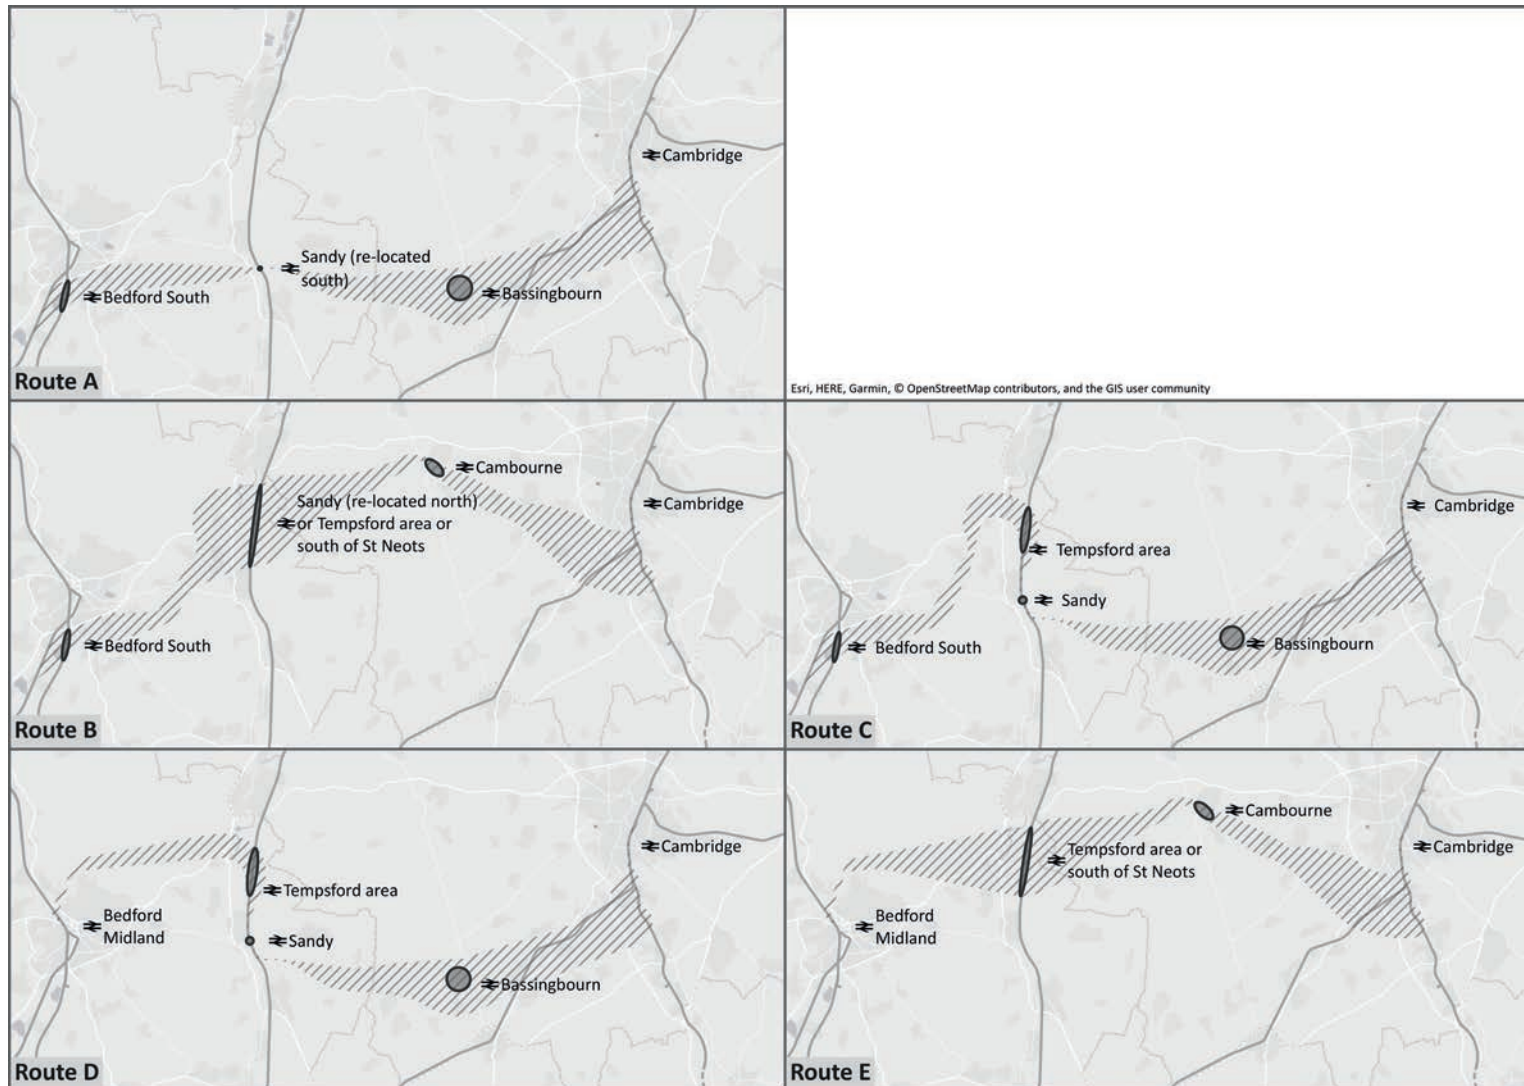 Cambridge
Sandy (re-located
south)
Bedford South
Bassingbourn
Route A
Esri, HERE, Garmin, © OpenStreetMap contributors, and the GIS user community
Cambourne
Sandy (re-located north)
or Tempsford area or
south of St Neots
Cambridge
Bedford South
Route B
Cambridge
Tempsford area
Sandy
Bedford South
Bassingbourn
Route C
Cambridge
Tempsford area
Bedford
Midland
Sandy
Bassingbourn
Route D
Cambourne
Tempsford area or
south of St Neots
Cambridge
Bedford
Midland
Route E